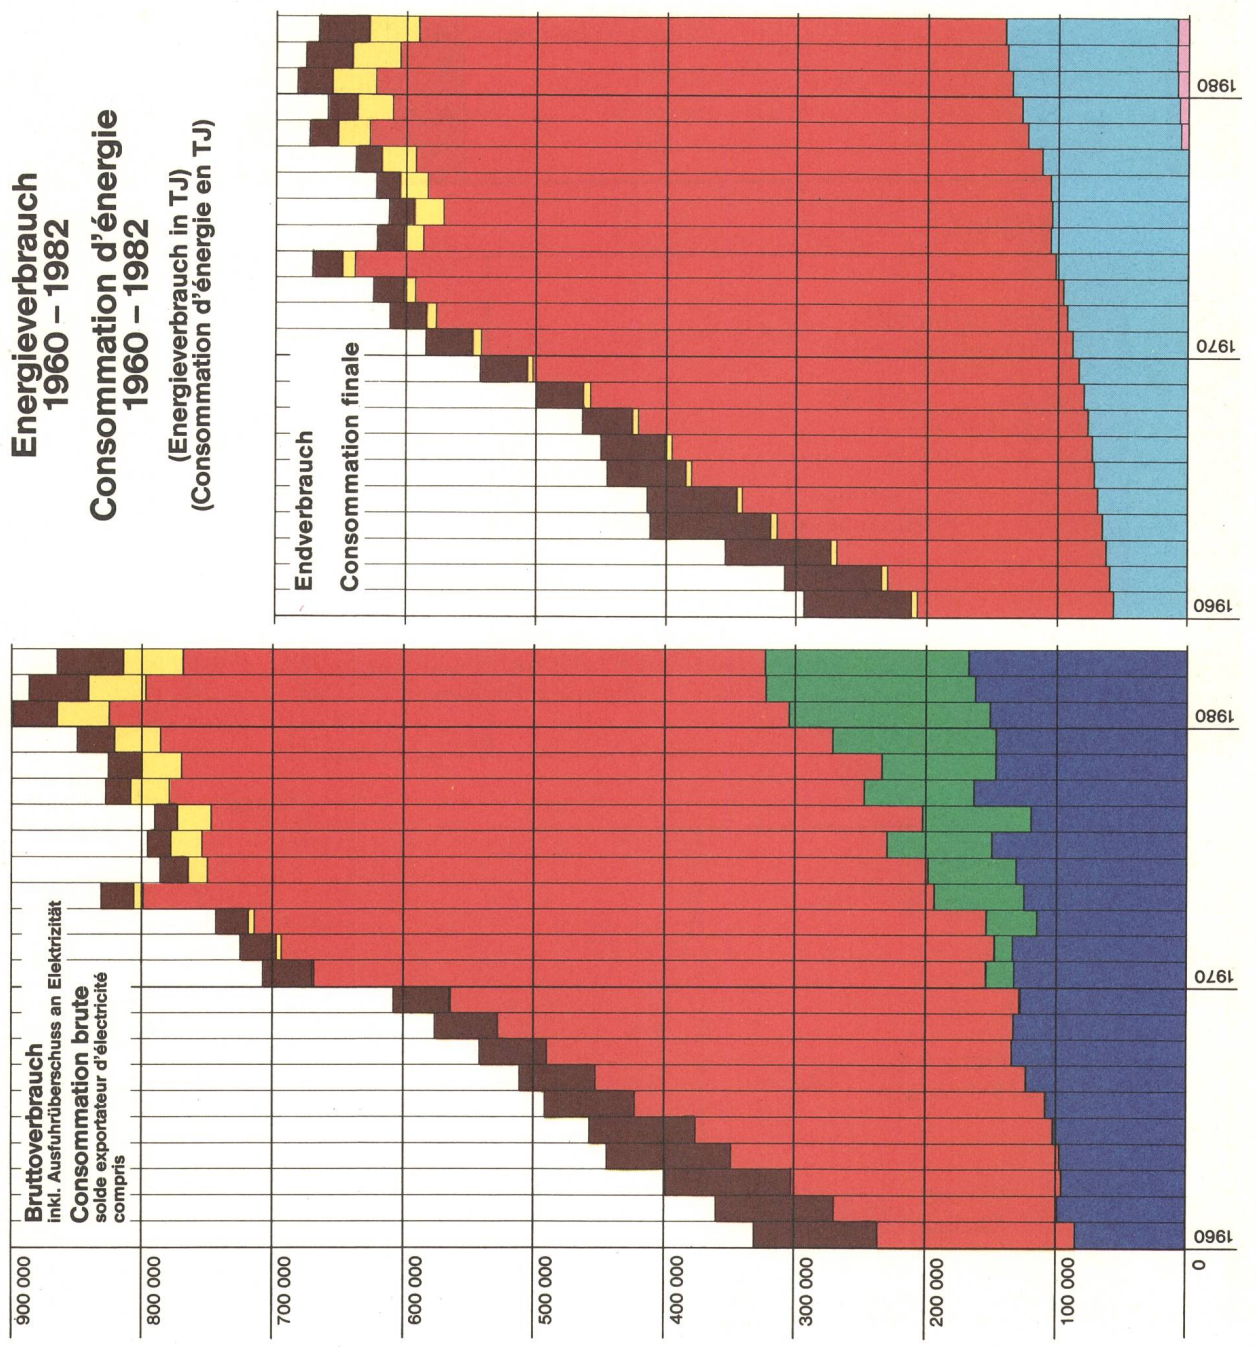 Energieverbrauch
1960 – 1982
Consommation d'énergie
1960 – 1982
(Energieverbrauch in TJ)
(Consommation d'énergie en TJ)
Bruttoverbrauch
inkl. Ausfuhrüberschuss an Elektrizität
Consommation brute
solde exportateur d'électricité
compris
Endverbrauch
Consommation finale
900 000
800 000
700 000
600 000
500 000
400 000
300 000
200 000
100 000
0
1960
1970
1980
1960
1970
1980